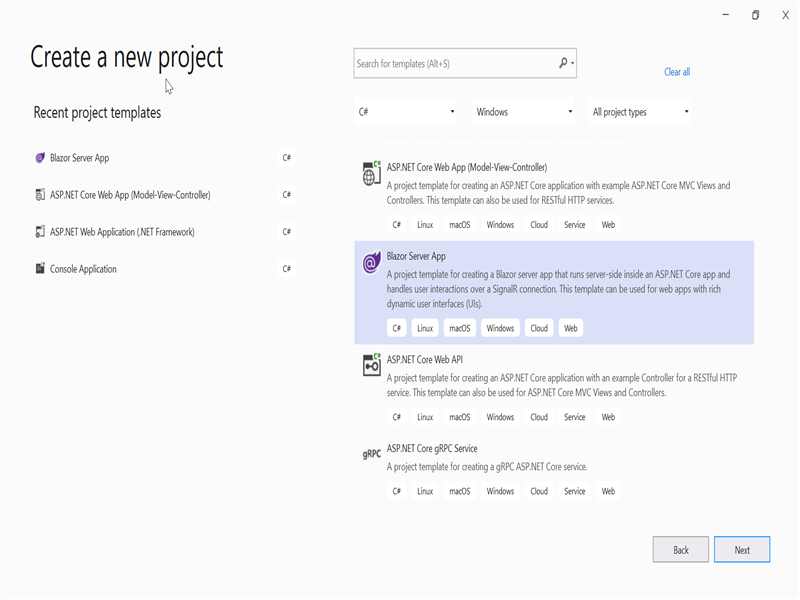 Create a new project
Recent project templates
Blazor Server App C#
ASP.NET Core Web App (Model-View-Controller) C#
ASP.NET Web Application (.NET Framework) C#
Console Application C#
Search for templates (Alt+S)
Clear all
C# Windows All project types
ASP.NET Core Web App (Model-View-Controller)
A project template for creating an ASP.NET Core application with example ASP.NET Core MVC Views and
Controllers. This template can also be used for RESTful HTTP services.
C# Linux macOS Windows Cloud Service Web
Blazor Server App
A project template for creating a Blazor server app that runs server-side inside an ASP.NET Core app and
handles user interactions over a SignalR connection. This template can be used for web apps with rich
dynamic user interfaces (UIs).
C# Linux macOS Windows Cloud Web
ASP.NET Core Web API
A project template for creating an ASP.NET Core application with an example Controller for a RESTful HTTP
service. This template can also be used for ASP.NET Core MVC Views and Controllers.
C# Linux macOS Windows Cloud Service Web
gRPC ASP.NET Core gRPC Service
A project template for creating a gRPC ASP.NET Core service.
C# Linux macOS Windows Cloud Service Web
Back Next